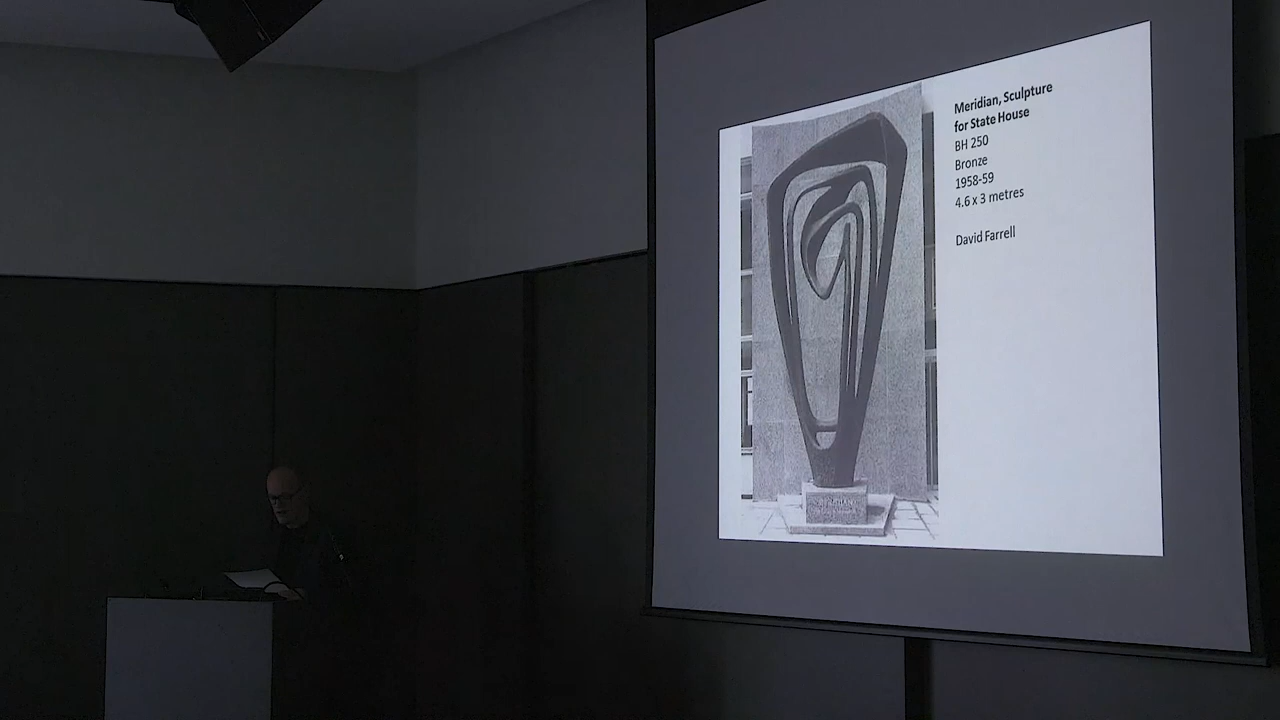 Meridian, Sculpture
for State House
BH 250
Bronze
1958-59
4.6 x 3 metres
David Farrell